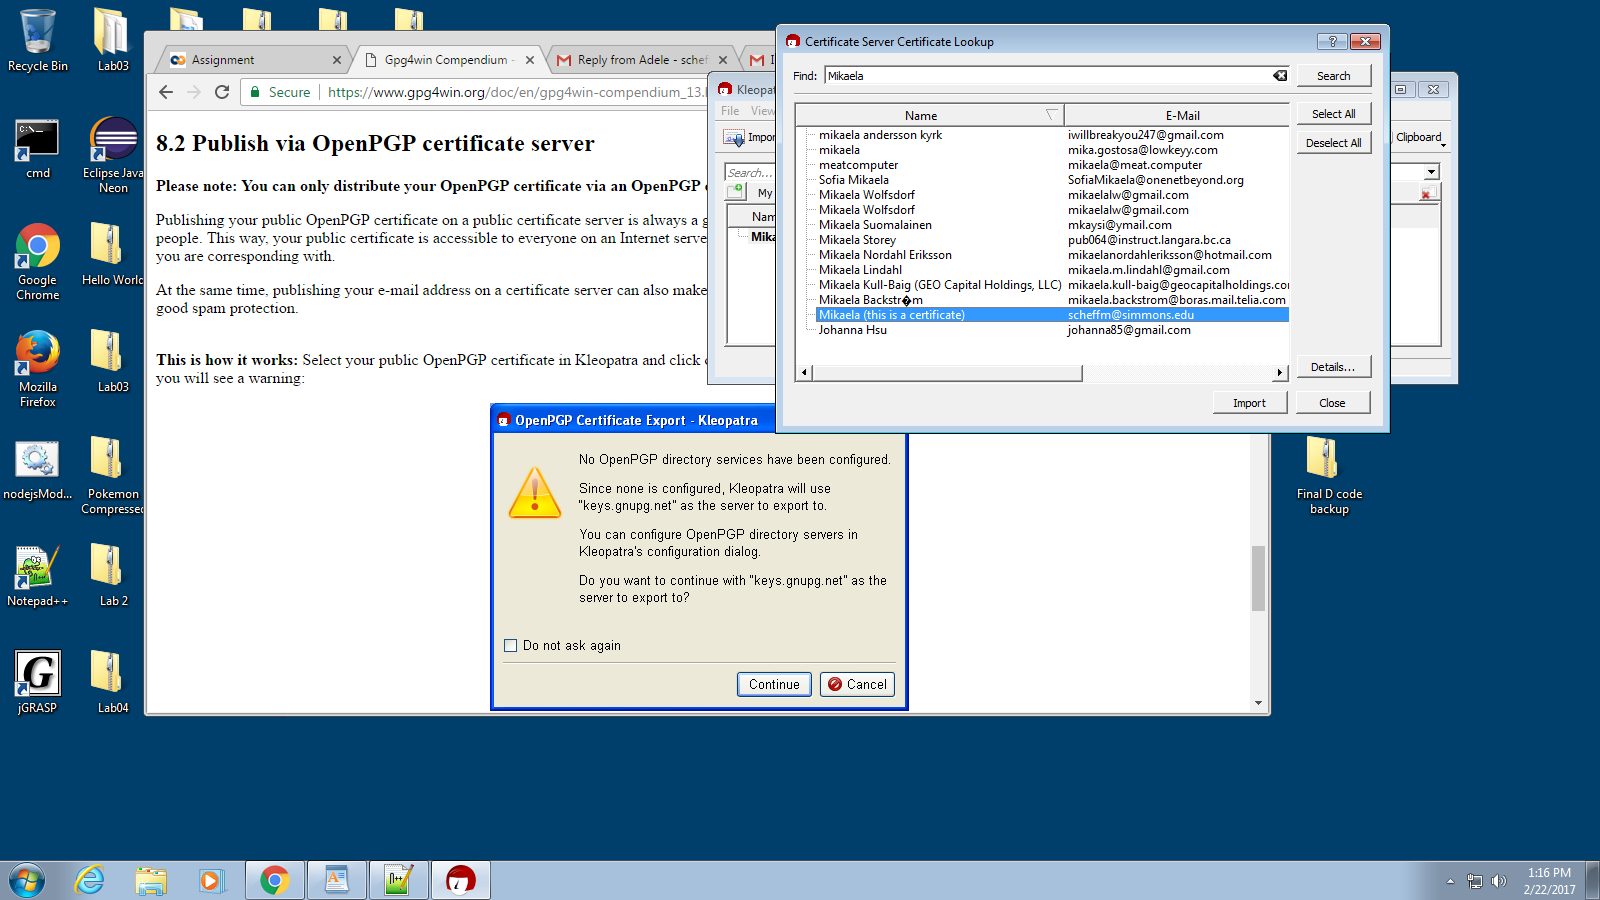 Recycle Bin
Lab03
cmd
Eclipse Java
Neon
Google
Chrome
Hello World
Mozilla
Firefox
Lab03
nodejsMod...
Pokemon
Compressed
Notepad++
Lab 2
jGRASP
Lab04
Final D code
backup
Assignment
Gpg4win Compendium -
Reply from Adele - schef
Secure
https://www.gpg4win.org/doc/en/gpg4win-compendium_13.
8.2 Publish via OpenPGP certificate server
Please note: You can only distribute your OpenPGP certificate via an OpenPGP
Publishing your public OpenPGP certificate on a public certificate server is always a g
people. This way, your public certificate is accessible to everyone on an Internet serve
you are corresponding with.
At the same time, publishing your e-mail address on a certificate server can also make
good spam protection.
This is how it works: Select your public OpenPGP certificate in Kleopatra and click
you will see a warning:
OpenPGP Certificate Export - Kleopatra
No OpenPGP directory services have been configured.
Since none is configured, Kleopatra will use
"keys.gnupg.net" as the server to export to.
You can configure OpenPGP directory servers in
Kleopatra's configuration dialog.
Do you want to continue with "keys.gnupg.net" as the
server to export to?
Do not ask again
Continue
Cancel
Kleopat
File View
Impor
Clipboard
Search...
My
Nam
Mika
Certificate Server Certificate Lookup
Find: Mikaela
Search
Name E-Mail
mikaela andersson kyrk iwillbreakyou247@gmail.com
mikaela mika.gostosa@lowkeyy.com
meatcomputer mikaela@meat.computer
Sofia Mikaela SofiaMikaela@onenetbeyond.org
Mikaela Wolfsdorf mikaelalw@gmail.com
Mikaela Wolfsdorf mikaelalw@gmail.com
Mikaela Suomalainen mkaysi@ymail.com
Mikaela Storey pub064@instruct.langara.bc.ca
Mikaela Nordahl Eriksson mikaelanordahleriksson@hotmail.com
Mikaela Lindahl mikaela.m.lindahl@gmail.com
Mikaela Kull-Baig (GEO Capital Holdings, LLC) mikaela.kull-baig@geocapitalholdings.co
Mikaela Backstr�m mikaela.backstrom@boras.mail.telia.com
Mikaela (this is a certificate) scheffm@simmons.edu
Johanna Hsu johanna85@gmail.com
Select All
Deselect All
Details...
Import
Close
1:16 PM
2/22/2017